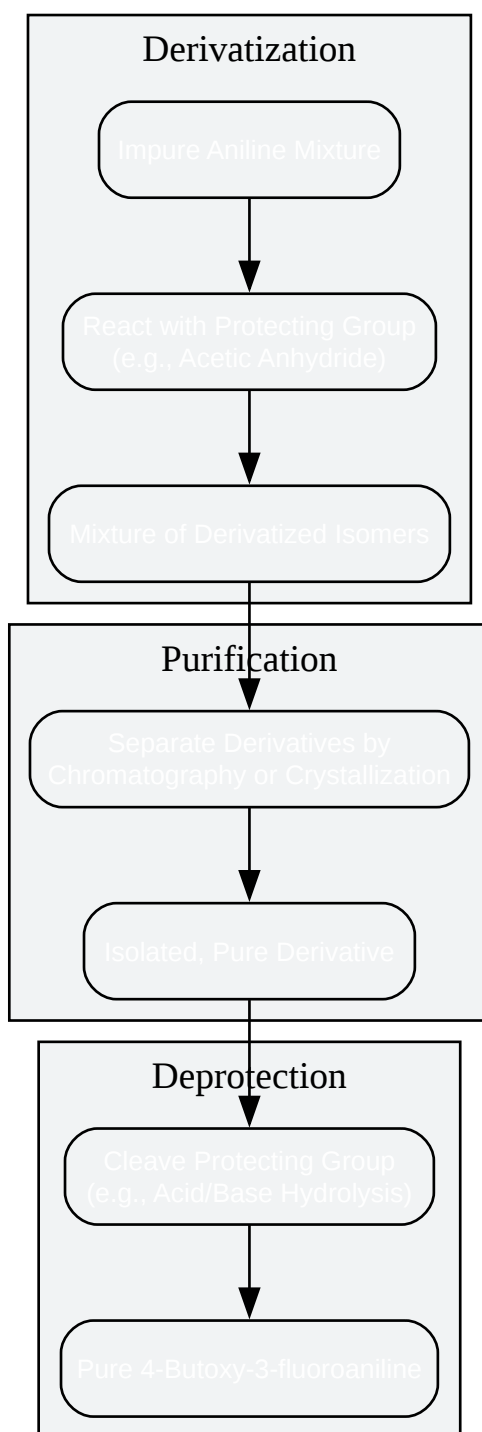 Derivatization
Impure Aniline Mixture
React with Protecting Group
(e.g., Acetic Anhydride)
Mixture of Derivatized Isomers
Purification
Separate Derivatives by
Chromatography or Crystallization
Isolated, Pure Derivative
Deprotection
Cleave Protecting Group
(e.g., Acid/Base Hydrolysis)
Pure 4-Butoxy-3-fluoroaniline